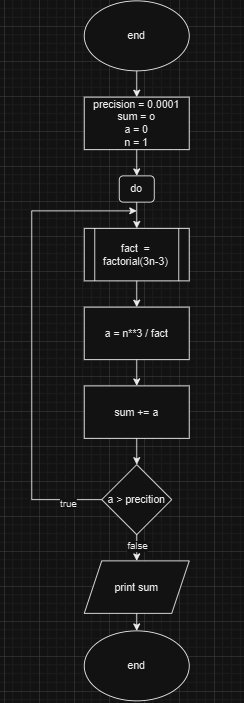 end
precision = 0.0001
sum = o
a = 0
n = 1
do
fact =
factorial(3n-3)
a = n**3 / fact
sum += a
a > precition
true
false
print sum
end